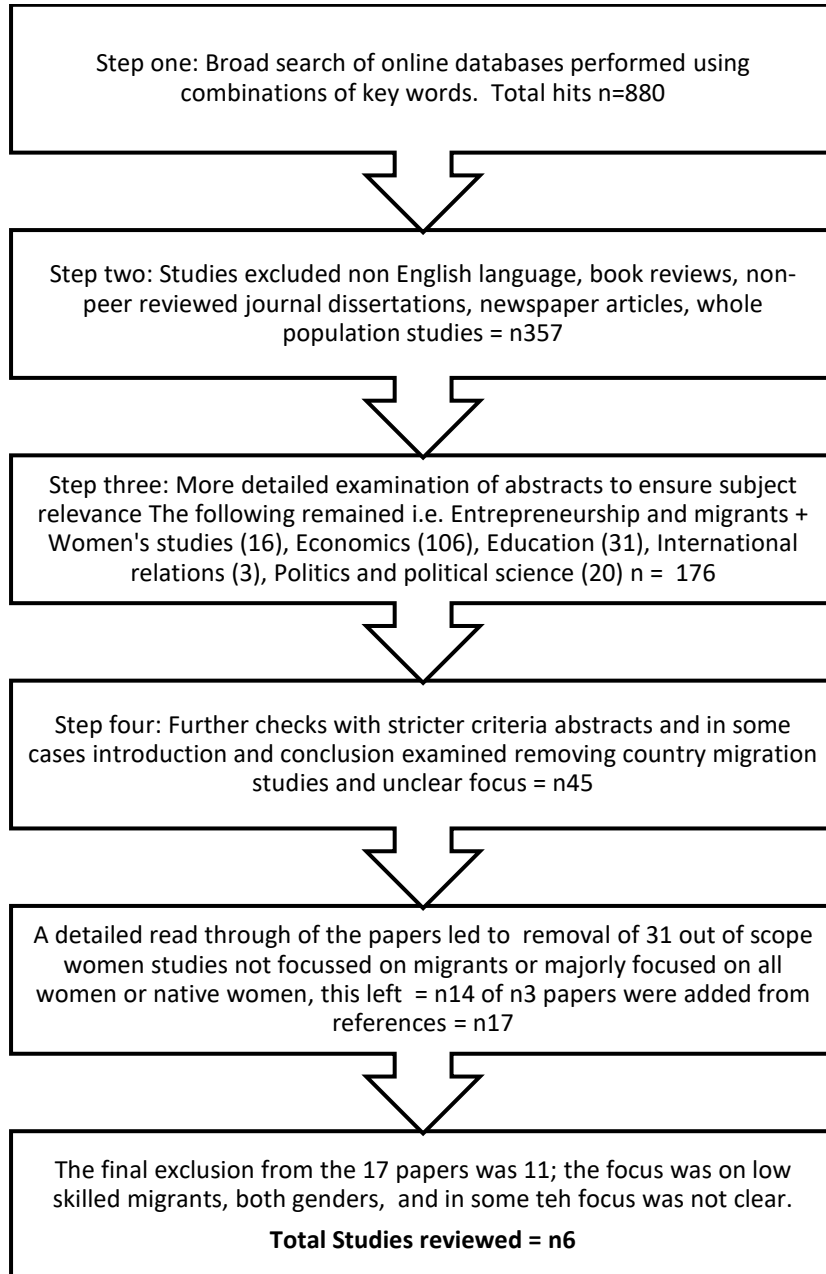 Step one: Broad search of online databases performed using
combinations of key words.  Total hits n=880
Step two: Studies excluded non English language, book reviews, non-
peer reviewed journal dissertations, newspaper articles, whole
population studies = n357
Step three: More detailed examination of abstracts to ensure subject
relevance The following remained i.e. Entrepreneurship and migrants +
Women's studies (16), Economics (106), Education (31), International
relations (3), Politics and political science (20) n =  176
Step four: Further checks with stricter criteria abstracts and in some
cases introduction and conclusion examined removing country migration
studies and unclear focus = n45
A detailed read through of the papers led to  removal of 31 out of scope
women studies not focussed on migrants or majorly focused on all
women or native women, this left  = n14 of n3 papers were added from
references = n17
The final exclusion from the 17 papers was 11; the focus was on low
skilled migrants, both genders,  and in some teh focus was not clear.
Total Studies reviewed = n6